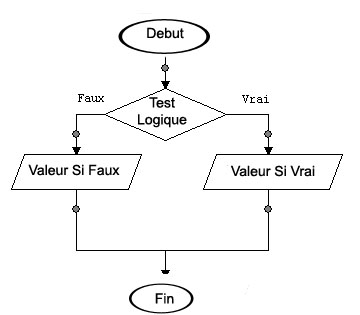 Debut
Faux
Test
Logique
Vrai
Valeur Si Faux
Valeur Si Vrai
Fin